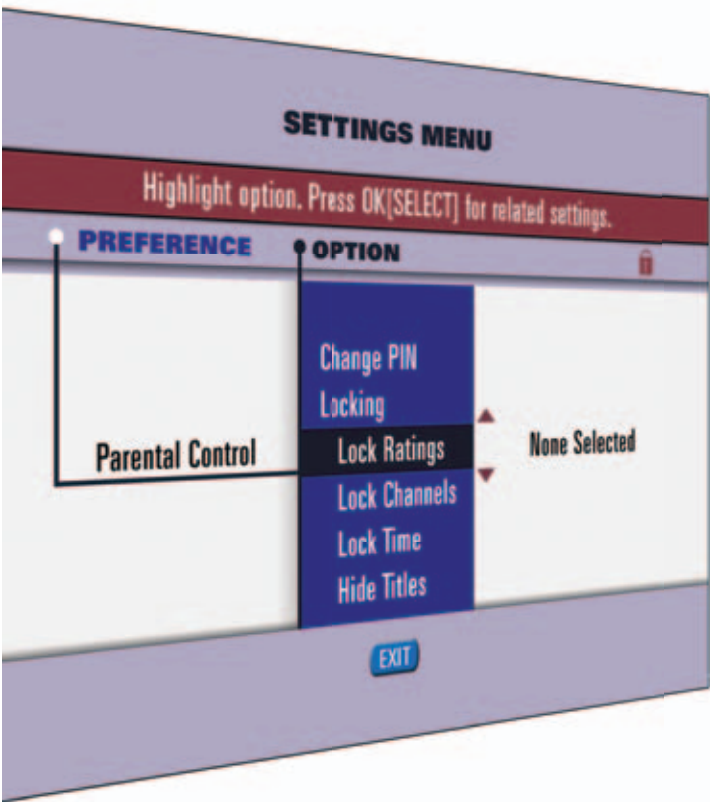 SETTINGS MENU
Highlight option. Press OK[SELECT] for related settings.
PREFERENCE OPTION
Change PIN
Locking
Parental Control Lock Ratings None Selected
Lock Channels
Lock Time
Hide Titles
EXIT